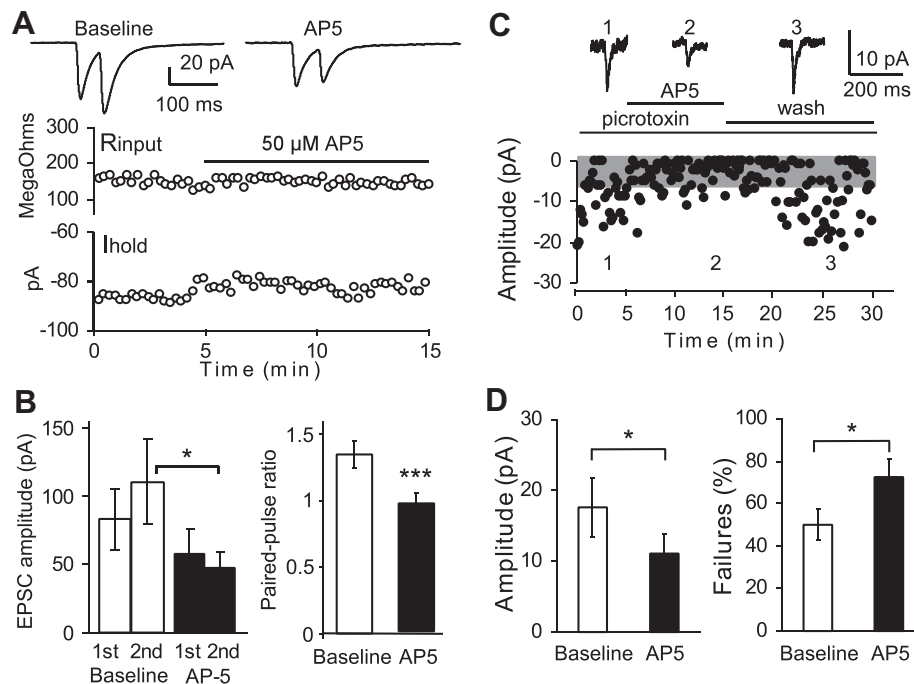 A
Baseline
AP5
20 pA
100 ms
300
200
100
MegaOhms
Rinput
50 µM AP5
-60
-80
-100
pA
Ihold
0 5 10 15
Time (min)
C
1 2 3
10 pA
200 ms
AP5
wash
picrotoxin
0
-10
-20
-30
Amplitude (pA)
1 2 3
0 5 10 15 20 25 30
Time (min)
B
150
100
50
0
EPSC amplitude (pA)
*
1st 2nd 1st 2nd
Baseline AP-5
1.5
1
0.5
0
Paired-pulse ratio
***
Baseline AP5
D
30
20
10
0
Amplitude (pA)
*
Baseline AP5
100
80
60
40
20
0
Failures (%)
*
Baseline AP5